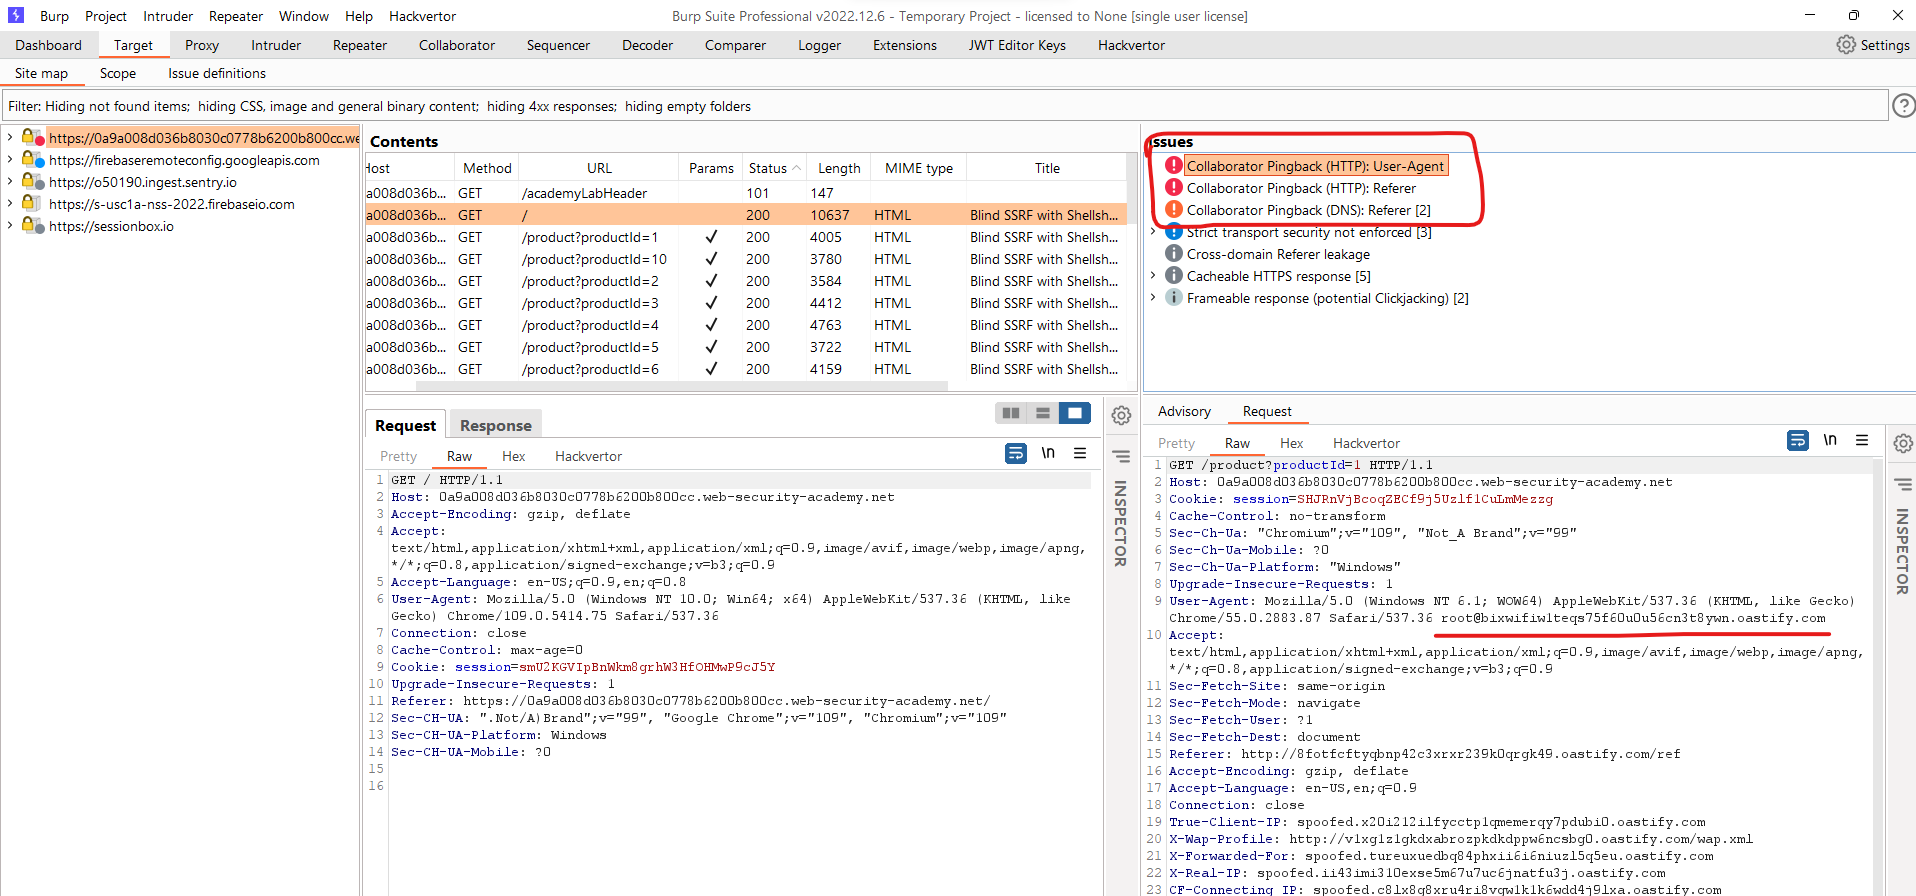 Burp Project Intruder Repeater Window Help Hackvertor Burp Suite Professional v2022.12.6 - Temporary Project - licensed to None [single user license]
Dashboard Target Proxy Intruder Repeater Collaborator Sequencer Decoder Comparer Logger Extensions JWT Editor Keys Hackvertor Settings
Site map Scope Issue definitions
Filter: Hiding not found items; hiding CSS, image and general binary content; hiding 4xx responses; hiding empty folders
https://0a9a008d036b8030c0778b6200b800cc.we
https://firebaseremoteconfig.googleapis.com
https://o50190.ingest.sentry.io
https://s-usc1a-nss-2022.firebaseio.com
https://sessionbox.io
Contents
Host Method URL Params Status Length MIME type Title
a008d036b... GET /academyLabHeader 101 147
a008d036b... GET / 200 10637 HTML Blind SSRF with Shellsh...
a008d036b... GET /product?productId=1 ✓ 200 4005 HTML Blind SSRF with Shellsh...
a008d036b... GET /product?productId=10 ✓ 200 3780 HTML Blind SSRF with Shellsh...
a008d036b... GET /product?productId=2 ✓ 200 3584 HTML Blind SSRF with Shellsh...
a008d036b... GET /product?productId=3 ✓ 200 4412 HTML Blind SSRF with Shellsh...
a008d036b... GET /product?productId=4 ✓ 200 4763 HTML Blind SSRF with Shellsh...
a008d036b... GET /product?productId=5 ✓ 200 3722 HTML Blind SSRF with Shellsh...
a008d036b... GET /product?productId=6 ✓ 200 4159 HTML Blind SSRF with Shellsh...
Issues
Collaborator Pingback (HTTP): User-Agent
Collaborator Pingback (HTTP): Referer
Collaborator Pingback (DNS): Referer [2]
Strict transport security not enforced [3]
Cross-domain Referer leakage
Cacheable HTTPS response [5]
Frameable response (potential Clickjacking) [2]
Request Response
Pretty Raw Hex Hackvertor \n
1 GET / HTTP/1.1
2 Host: 0a9a008d036b8030c0778b6200b800cc.web-security-academy.net
3 Accept-Encoding: gzip, deflate
4 Accept:
text/html,application/xhtml+xml,application/xml;q=0.9,image/avif,image/webp,image/apng,
*/*;q=0.8,application/signed-exchange;v=b3;q=0.9
5 Accept-Language: en-US;q=0.9,en;q=0.8
6 User-Agent: Mozilla/5.0 (Windows NT 10.0; Win64; x64) AppleWebKit/537.36 (KHTML, like
Gecko) Chrome/109.0.5414.75 Safari/537.36
7 Connection: close
8 Cache-Control: max-age=0
9 Cookie: session=smU2KGVIpBnWkm8grhW3HfOHMwP9cJ5Y
10 Upgrade-Insecure-Requests: 1
11 Referer: https://0a9a008d036b8030c0778b6200b800cc.web-security-academy.net/
12 Sec-CH-UA: ".Not/A)Brand";v="99", "Google Chrome";v="109", "Chromium";v="109"
13 Sec-CH-UA-Platform: Windows
14 Sec-CH-UA-Mobile: ?0
15
16
INSPECTOR
Advisory Request
Pretty Raw Hex Hackvertor \n
1 GET /product?productId=1 HTTP/1.1
2 Host: 0a9a008d036b8030c0778b6200b800cc.web-security-academy.net
3 Cookie: session=SHJRnVjBcoqZECf9j5Uzlf1CuLmMezzg
4 Cache-Control: no-transform
5 Sec-Ch-Ua: "Chromium";v="109", "Not_A Brand";v="99"
6 Sec-Ch-Ua-Mobile: ?0
7 Sec-Ch-Ua-Platform: "Windows"
8 Upgrade-Insecure-Requests: 1
9 User-Agent: Mozilla/5.0 (Windows NT 6.1; WOW64) AppleWebKit/537.36 (KHTML, like Gecko)
Chrome/55.0.2883.87 Safari/537.36 root@bixwifiw1teqs75f60u0u56cn3t8ywn.oastify.com
10 Accept:
text/html,application/xhtml+xml,application/xml;q=0.9,image/avif,image/webp,image/apng,
*/*;q=0.8,application/signed-exchange;v=b3;q=0.9
11 Sec-Fetch-Site: same-origin
12 Sec-Fetch-Mode: navigate
13 Sec-Fetch-User: ?1
14 Sec-Fetch-Dest: document
15 Referer: http://8fotfcftyqbnp42c3xrxr239k0qrgk49.oastify.com/ref
16 Accept-Encoding: gzip, deflate
17 Accept-Language: en-US,en;q=0.9
18 Connection: close
19 True-Client-IP: spoofed.x20i212ilfycctp1qmemerqy7pdubi0.oastify.com
20 X-Wap-Profile: http://v1xg1z1gkdxabrozpkdkdppw6ncsbg0.oastify.com/wap.xml
21 X-Forwarded-For: spoofed.tureuxuedbq84phxii6i6niuzl5q5eu.oastify.com
22 X-Real-IP: spoofed.ii43imi310exse5m67u7uc6jnatfu3j.oastify.com
23 CF-Connecting_IP: spoofed.c8lx8g8xru4ri8vgw1k1k6wdd4j9lxa.oastify.com
INSPECTOR